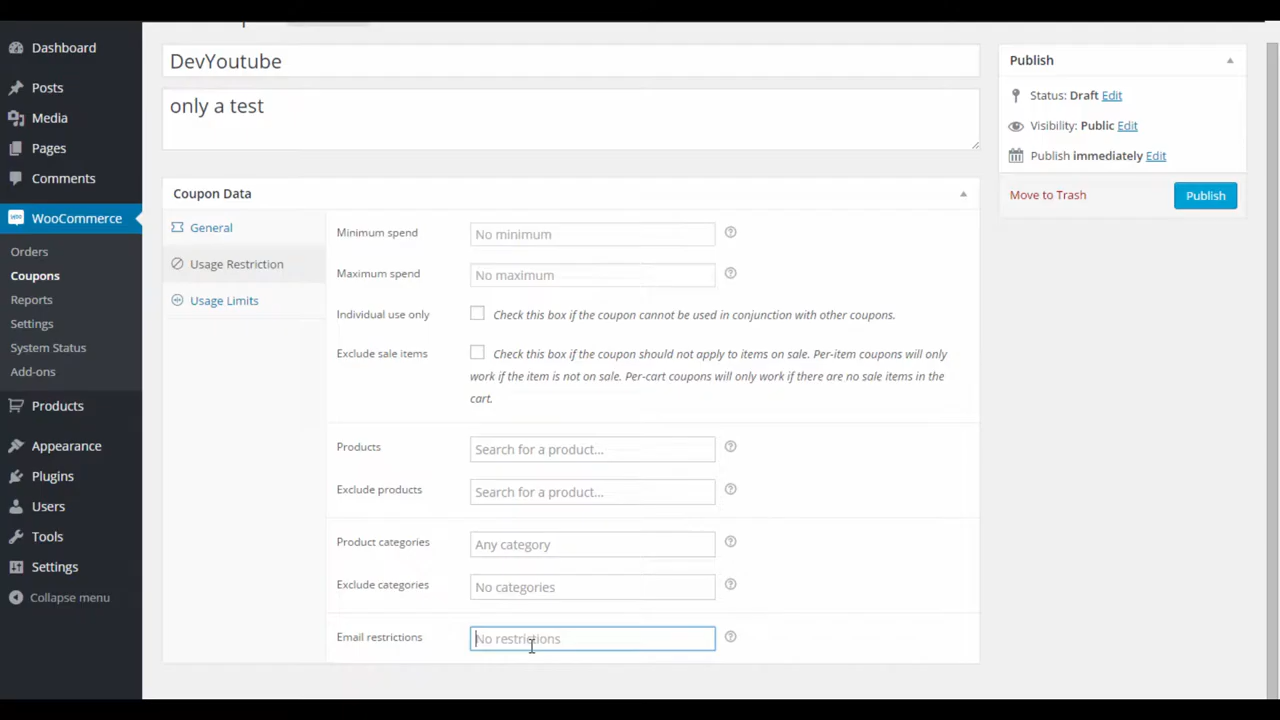 Dashboard
Posts
Media
Pages
Comments
WooCommerce
Orders
Coupons
Reports
Settings
System Status
Add-ons
Products
Appearance
Plugins
Users
Tools
Settings
Collapse menu
DevYoutube
only a test
Coupon Data
General
Usage Restriction
Usage Limits
Minimum spend
No minimum
Maximum spend
No maximum
Individual use only
Check this box if the coupon cannot be used in conjunction with other coupons.
Exclude sale items
Check this box if the coupon should not apply to items on sale. Per-item coupons will only
work if the item is not on sale. Per-cart coupons will only work if there are no sale items in the
cart.
Products
Search for a product...
Exclude products
Search for a product...
Product categories
Any category
Exclude categories
No categories
Email restrictions
No restrictions
Publish
Status: Draft Edit
Visibility: Public Edit
Publish immediately Edit
Move to Trash
Publish